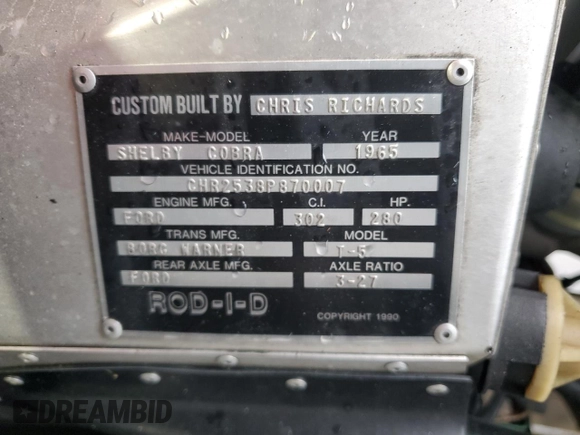 CUSTOM BUILT BY CHRIS RICHARDS
MAKE-MODEL YEAR
SHELBY COBRA 1965
VEHICLE IDENTIFICATION NO.
CHR2538P870007
ENGINE MFG. C.I. HP.
FORD 302 280
TRANS MFG. MODEL
BORG WARNER T-5
REAR AXLE MFG. AXLE RATIO
FORD 3-27
ROD-I-D
COPYRIGHT 1990
DREAMBID